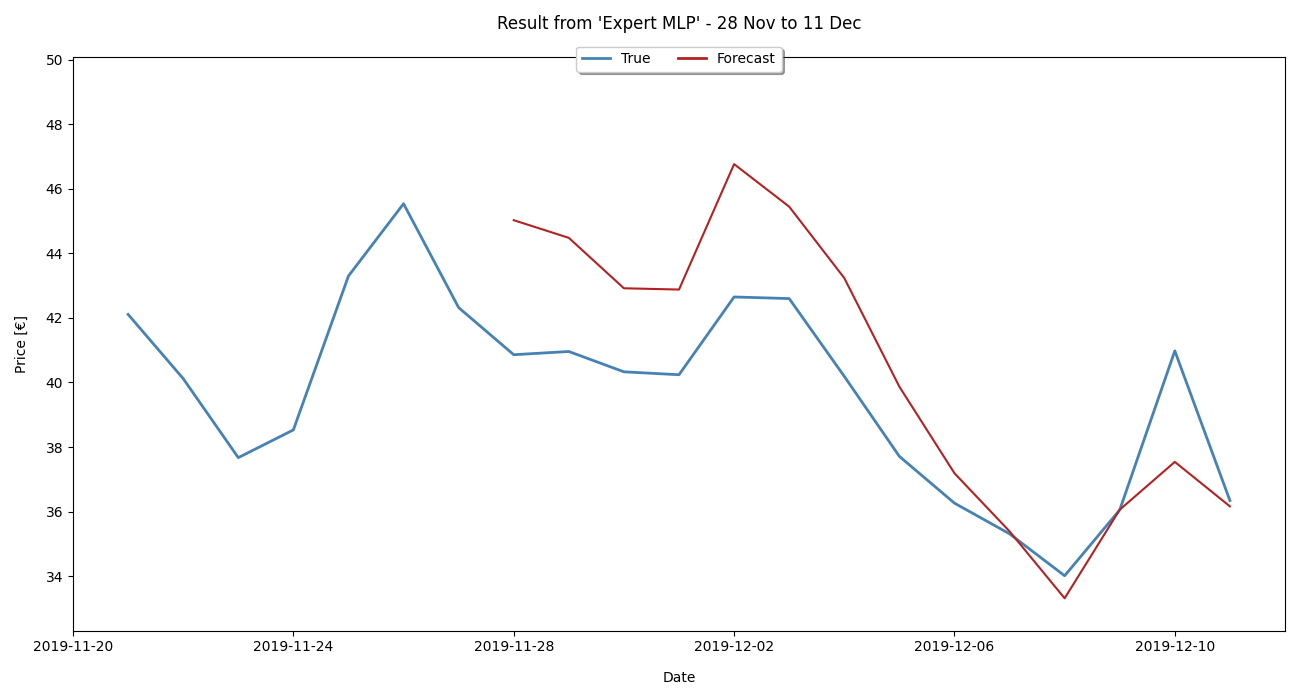 Result from 'Expert MLP' - 28 Nov to 11 Dec
True Forecast
50
48
46
44
42
40
38
36
34
Price [€]
2019-11-20 2019-11-24 2019-11-28 2019-12-02 2019-12-06 2019-12-10
Date